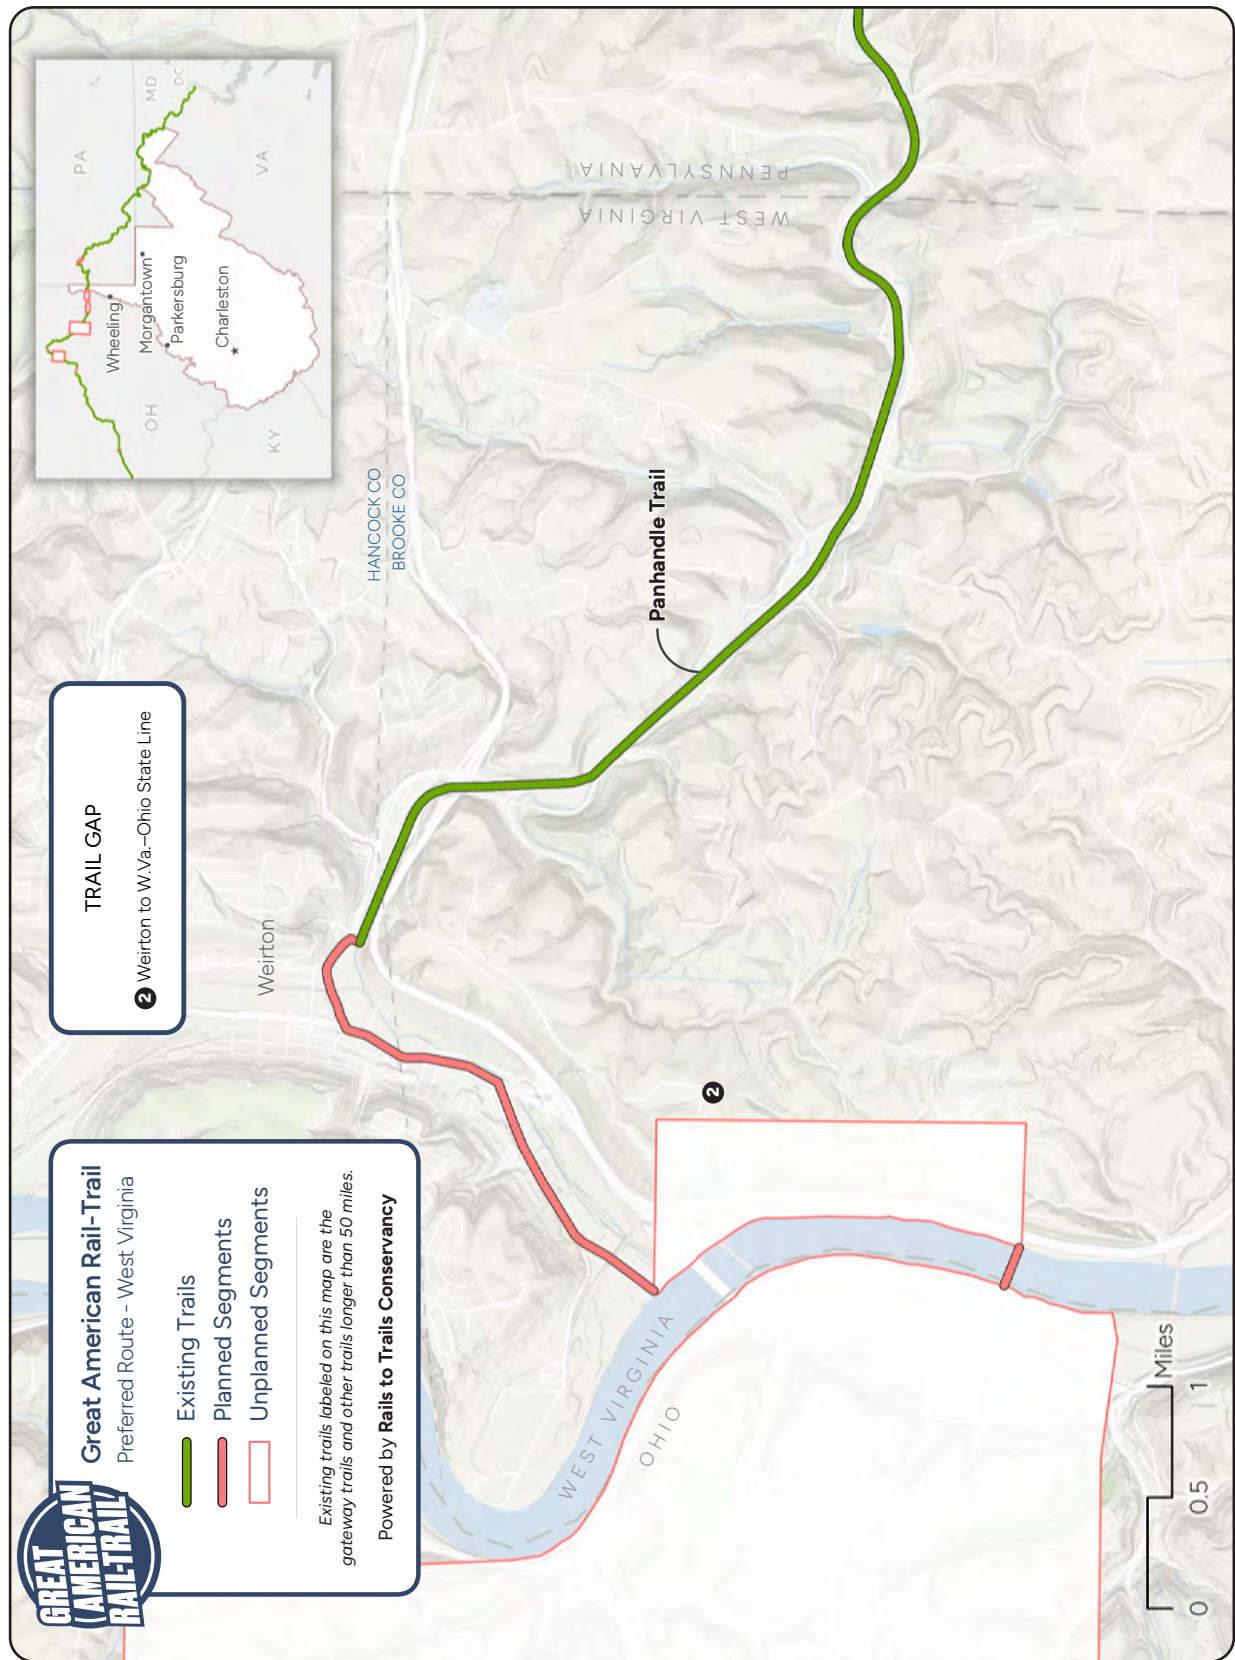 GREAT
AMERICAN
RAIL-TRAIL
Great American Rail-Trail
Preferred Route - West Virginia
Existing Trails
Planned Segments
Unplanned Segments
Existing trails labeled on this map are the
gateway trails and other trails longer than 50 miles.
Powered by Rails to Trails Conservancy
TRAIL GAP
2 Weirton to W.Va.–Ohio State Line
PA
MD
DC
OH
Wheeling
Morgantown
Parkersburg
Charleston
VA
KY
Weirton
HANCOCK CO
BROOKE CO
WEST VIRGINIA
PENNSYLVANIA
Panhandle Trail
2
WEST VIRGINIA
OHIO
Miles
0 0.5 1